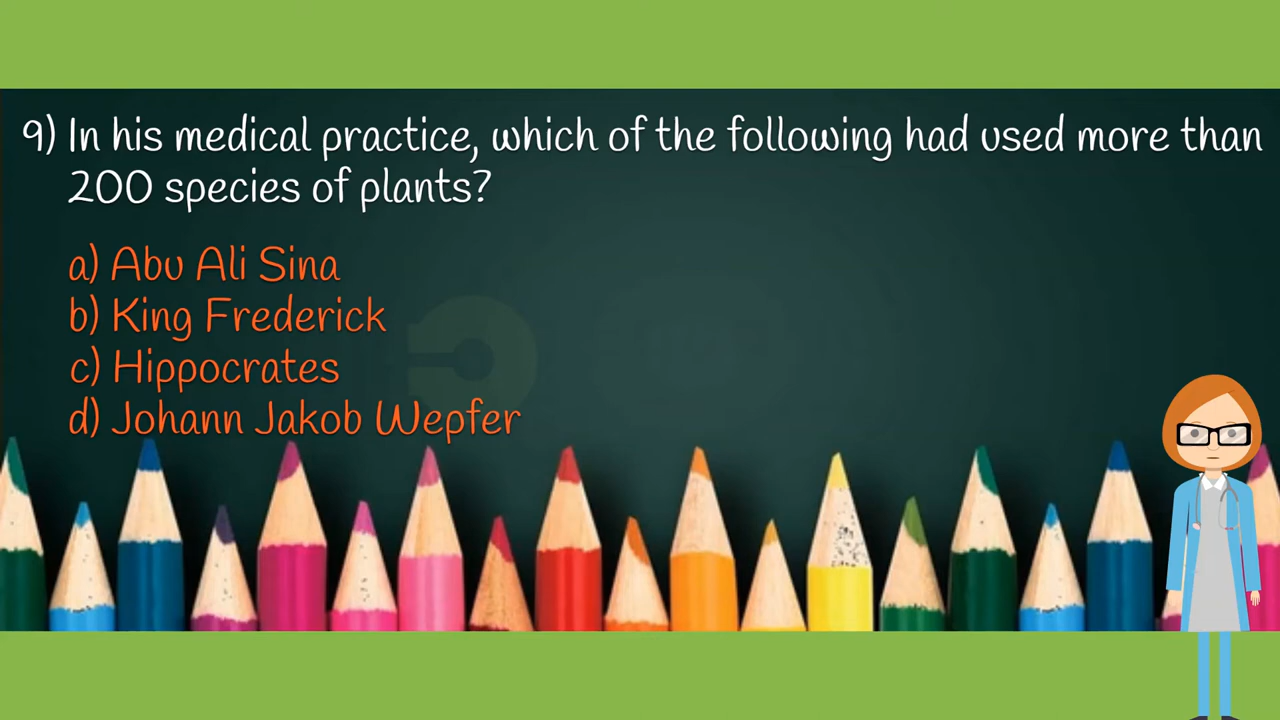 9) In his medical practice, which of the following had used more than
200 species of plants?
a) Abu Ali Sina
b) King Frederick
c) Hippocrates
d) Johann Jakob Wepfer